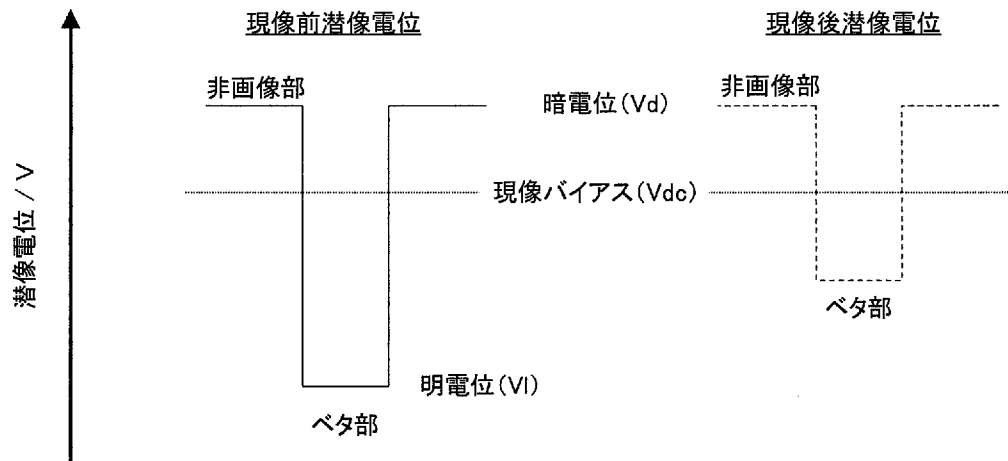 現像前潜像電位
現像後潜像電位
非画像部
暗電位(Vd)
非画像部
現像バイアス(Vdc)
潜像電位 / V
ベタ部
明電位(Vl)
ベタ部